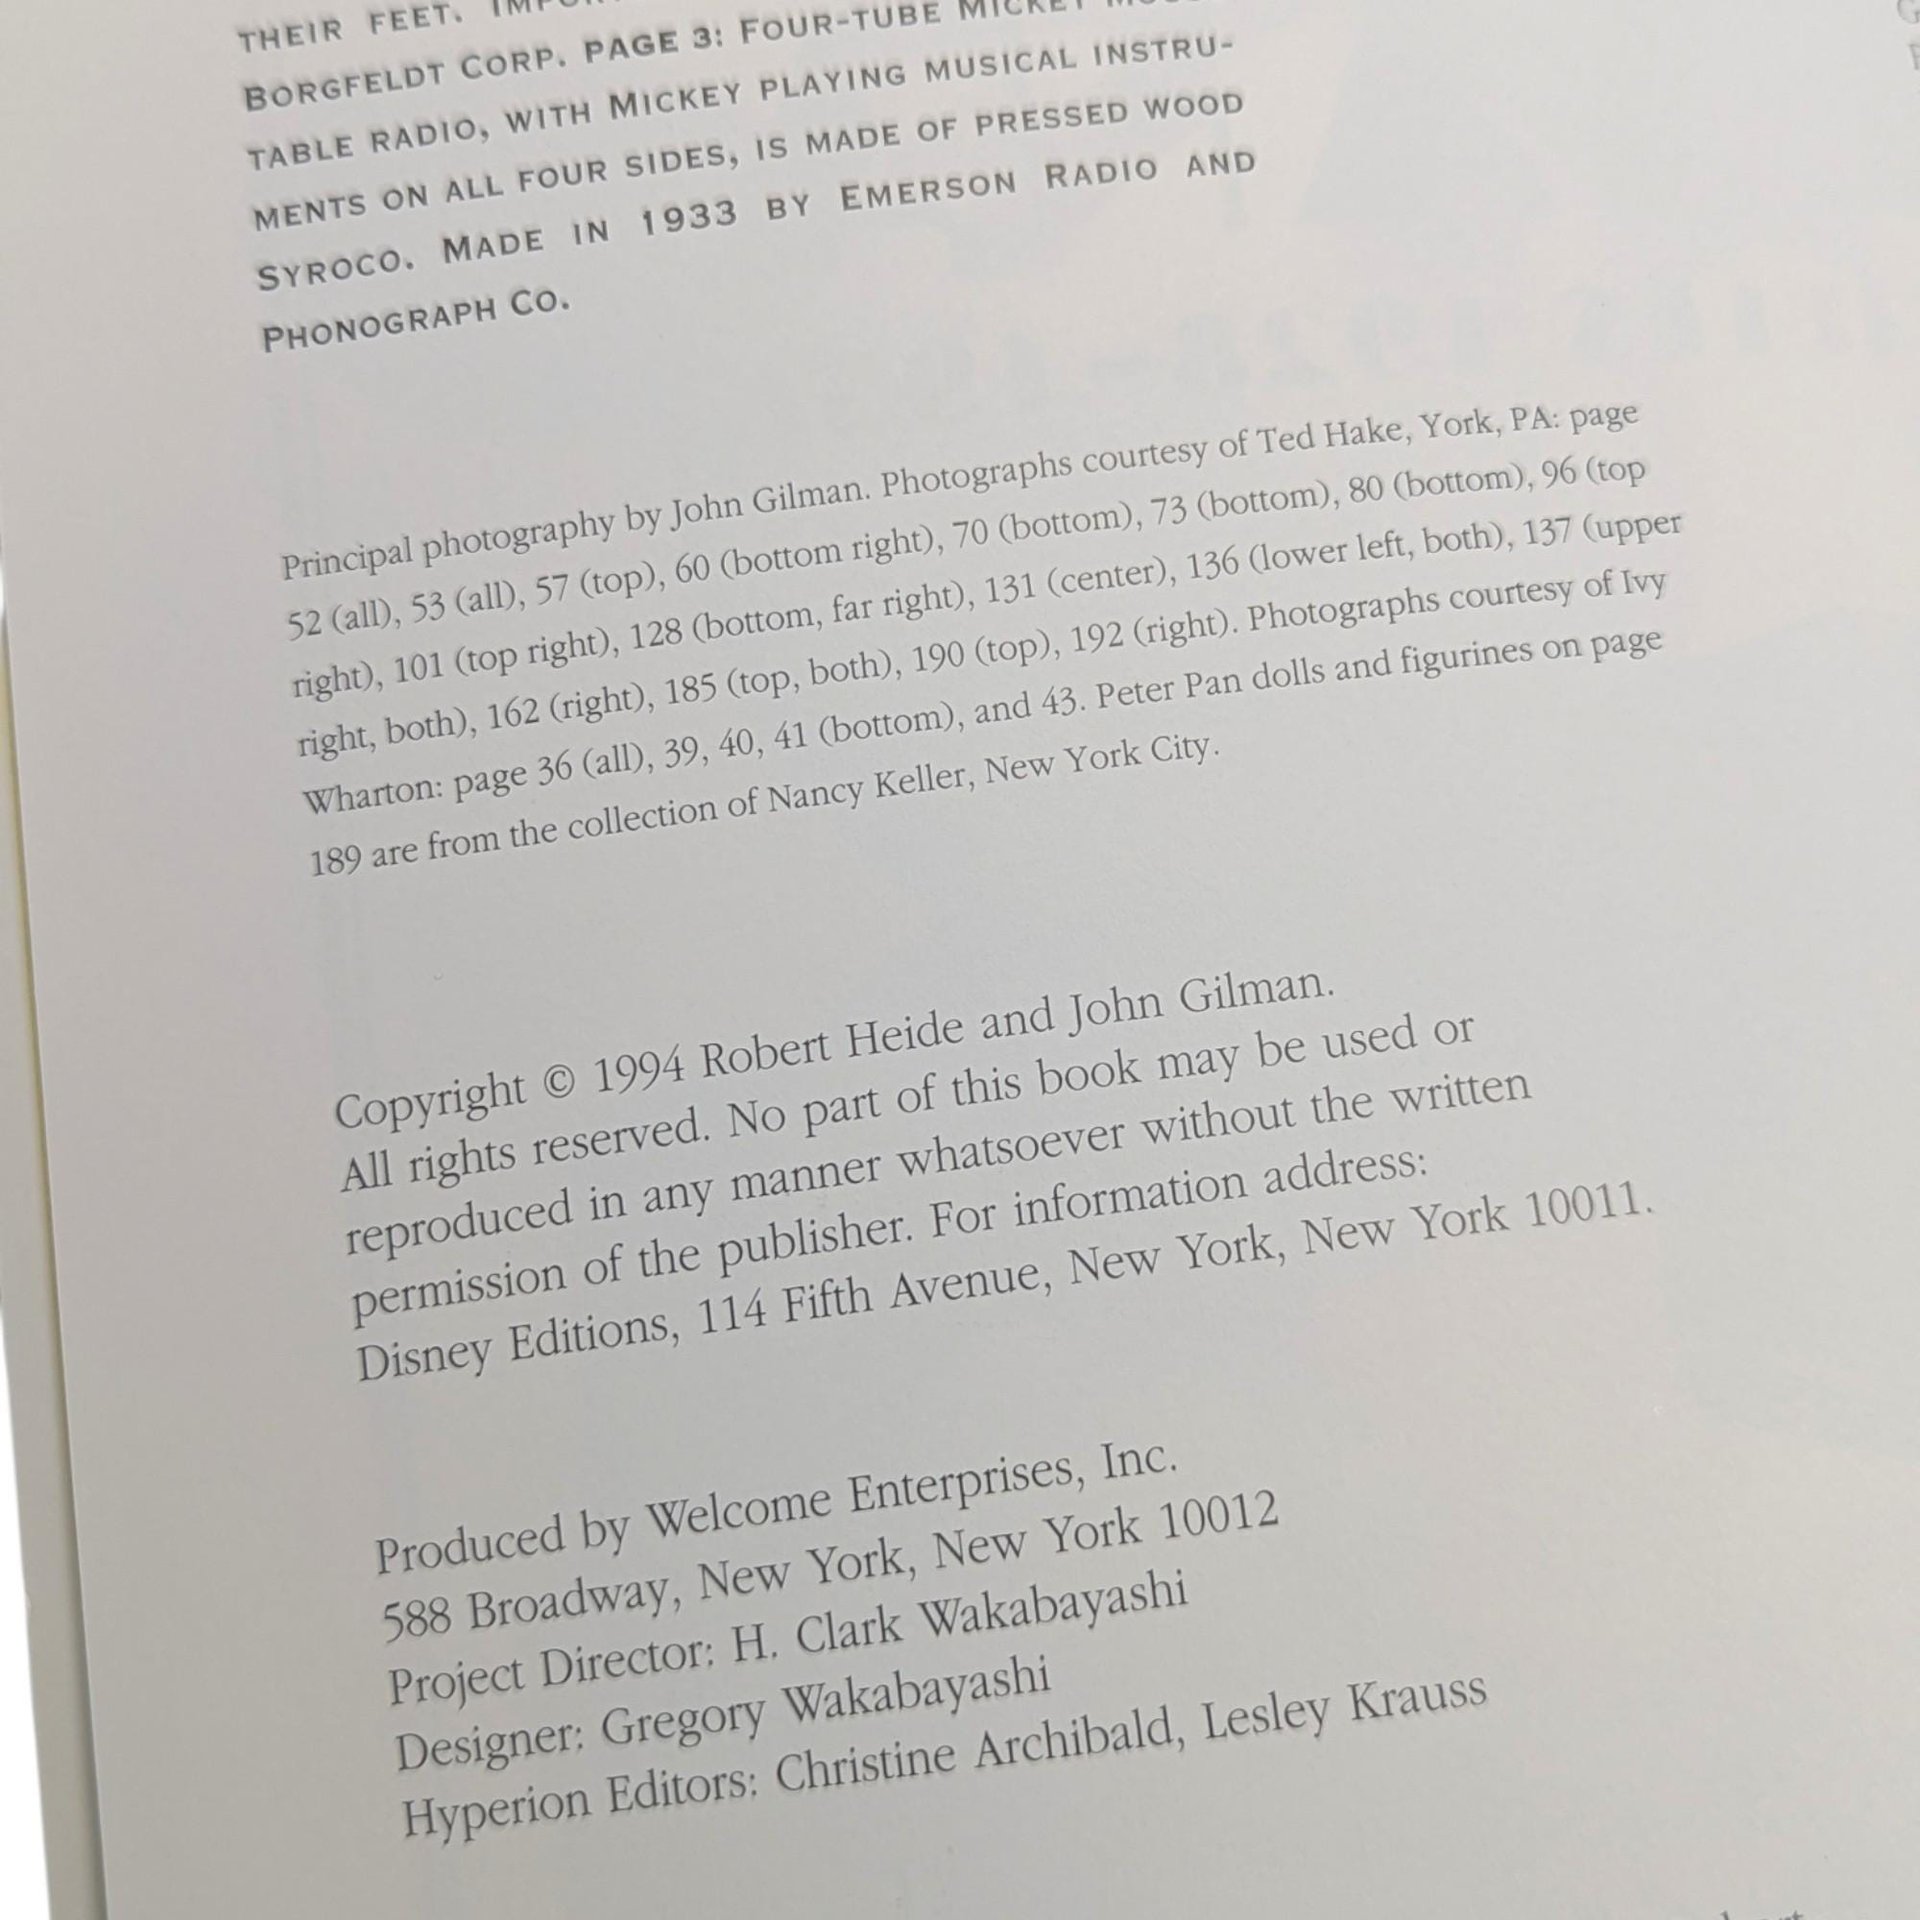 THEIR FEET.
BORGFELDT CORP. PAGE 3: FOUR-TUBE MICKEY
TABLE RADIO, WITH MICKEY PLAYING MUSICAL INSTRU-
MENTS ON ALL FOUR SIDES, IS MADE OF PRESSED WOOD
SYROCO. MADE IN 1933 BY EMERSON RADIO AND
PHONOGRAPH CO.
Principal photography by John Gilman. Photographs courtesy of Ted Hake, York, PA: page
52 (all), 53 (all), 57 (top), 60 (bottom right), 70 (bottom), 73 (bottom), 80 (bottom), 96 (top
right), 101 (top right), 128 (bottom, far right), 131 (center), 136 (lower left, both), 137 (upper
right, both), 162 (right), 185 (top, both), 190 (top), 192 (right). Photographs courtesy of Ivy
Wharton: page 36 (all), 39, 40, 41 (bottom), and 43. Peter Pan dolls and figurines on page
189 are from the collection of Nancy Keller, New York City.
Copyright © 1994 Robert Heide and John Gilman.
All rights reserved. No part of this book may be used or
reproduced in any manner whatsoever without the written
permission of the publisher. For information address:
Disney Editions, 114 Fifth Avenue, New York, New York 10011.
Produced by Welcome Enterprises, Inc.
588 Broadway, New York, New York 10012
Project Director: H. Clark Wakabayashi
Designer: Gregory Wakabayashi
Hyperion Editors: Christine Archibald, Lesley Krauss